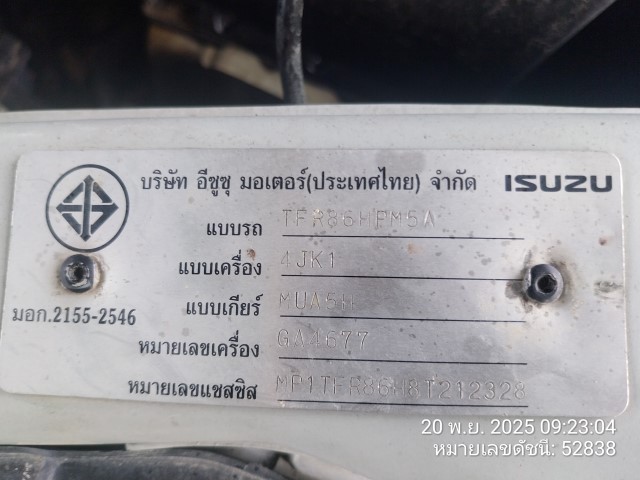 บริษัท อีซูซุ มอเตอร์(ประเทศไทย) จำกัด ISUZU
แบบรถ TFR86HPM5A
แบบเครื่อง 4JK1
แบบเกียร์ MUA5H
มอก.2155-2546
หมายเลขเครื่อง GA4677
หมายเลขแชสซิส MP1TFR86H8T212328
20 พ.ย. 2025 09:23:04
หมายเลขดัชนี: 52838